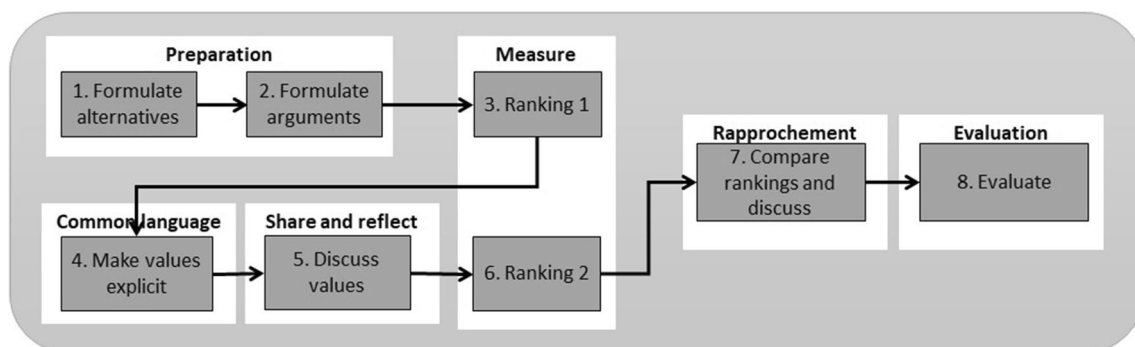 Preparation
1. Formulate
alternatives
2. Formulate
arguments
Measure
3. Ranking 1
Common language
4. Make values
explicit
Share and reflect
5. Discuss
values
6. Ranking 2
Rapprochement
7. Compare
rankings and
discuss
Evaluation
8. Evaluate